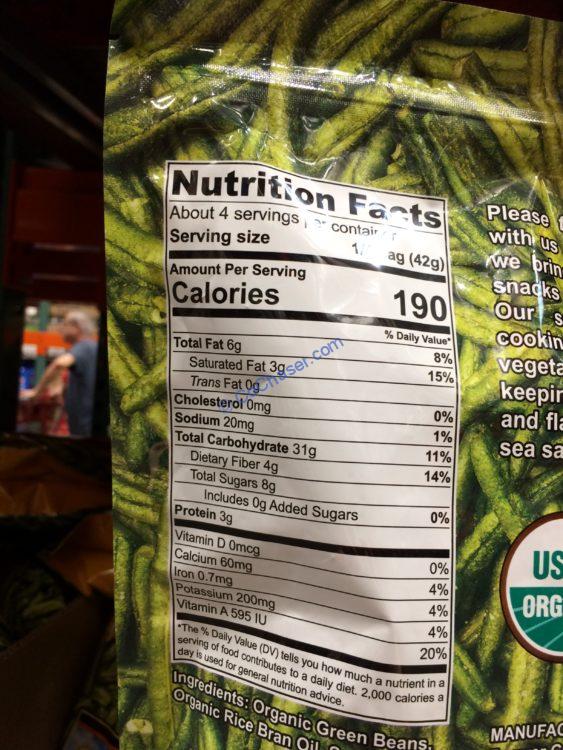 Nutrition Facts
About 4 servings per container
Serving size ag (42g)
Amount Per Serving
Calories 190
% Daily Value*
Total Fat 6g 8%
Saturated Fat 3g 15%
Trans Fat 0g
Cholesterol 0mg 0%
Sodium 20mg 1%
Total Carbohydrate 31g 11%
Dietary Fiber 4g 14%
Total Sugars 8g
Includes 0g Added Sugars 0%
Protein 3g
Vitamin D 0mcg 0%
Calcium 60mg 4%
Iron 0.7mg 4%
Potassium 200mg 4%
Vitamin A 595 IU 20%
*The % Daily Value (DV) tells you how much a nutrient in a
serving of food contributes to a daily diet. 2,000 calories a
day is used for general nutrition advice.
Ingredients: Organic Green Beans,
Organic Rice Bran Oil,
Please
with us
we brin
snacks
Our s
cookin
vegeta
keepin
and fla
sea sa
US
ORG
MANUFAC